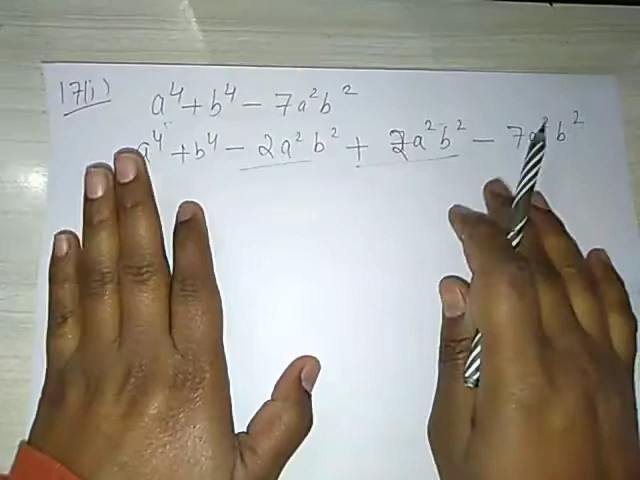 17(i) a⁴ + b⁴ - 7a²b²
a⁴ + b⁴ - 2a²b² + 2a²b² - 7a²b²